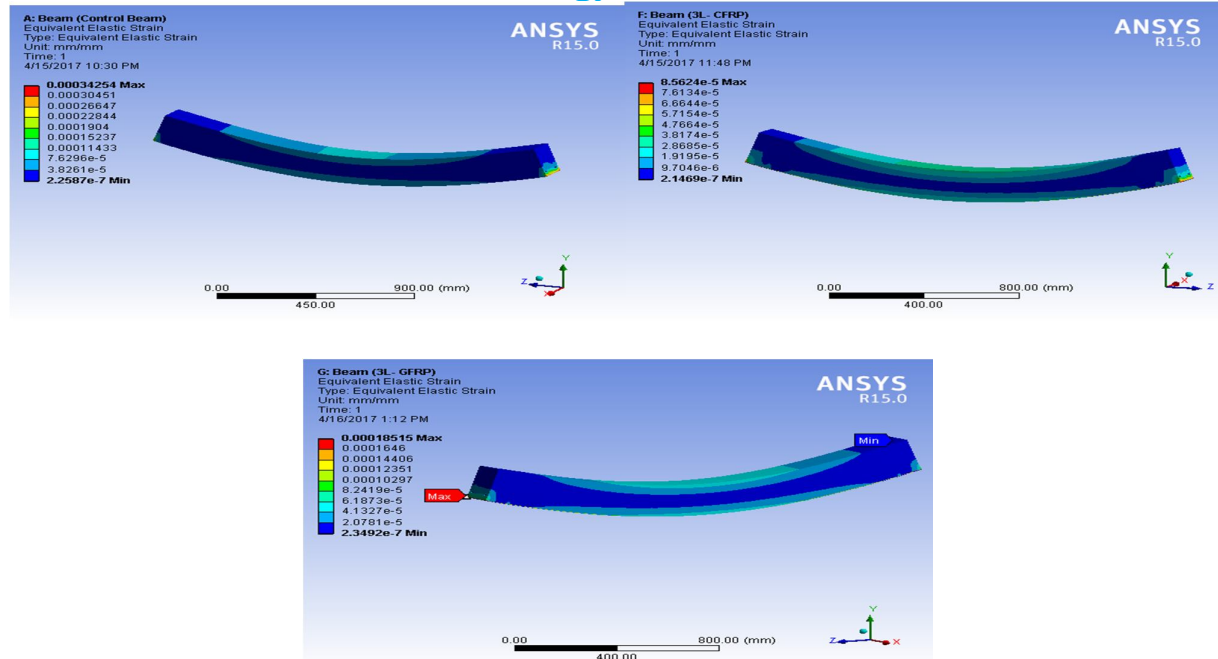 A: Beam (Control Beam)
Equivalent Elastic Strain
Type: Equivalent Elastic Strain
Unit: mm/mm
Time: 1
4/15/2017 10:30 PM
ANSYS
R15.0
0.00034254 Max
0.00030451
0.00026647
0.00022844
0.0001904
0.00015237
0.00011433
7.6296e-5
3.8261e-5
2.2587e-7 Min
0.00
900.00 (mm)
450.00
Y
Z
X
F: Beam (3L- CFRP)
Equivalent Elastic Strain
Type: Equivalent Elastic Strain
Unit: mm/mm
Time: 1
4/15/2017 11:48 PM
ANSYS
R15.0
8.5624e-5 Max
7.6134e-5
6.6644e-5
5.7154e-5
4.7664e-5
3.8174e-5
2.8685e-5
1.9195e-5
9.7046e-6
2.1469e-7 Min
0.00
800.00 (mm)
400.00
Y
X
Z
G: Beam (3L- GFRP)
Equivalent Elastic Strain
Type: Equivalent Elastic Strain
Unit: mm/mm
Time: 1
4/16/2017 1:12 PM
ANSYS
R15.0
0.00018515 Max
0.0001646
0.00014406
0.00012351
0.00010297
8.2419e-5
6.1873e-5
4.1327e-5
2.0781e-5
2.3492e-7 Min
Min
Max
0.00
800.00 (mm)
400.00
Y
Z
X